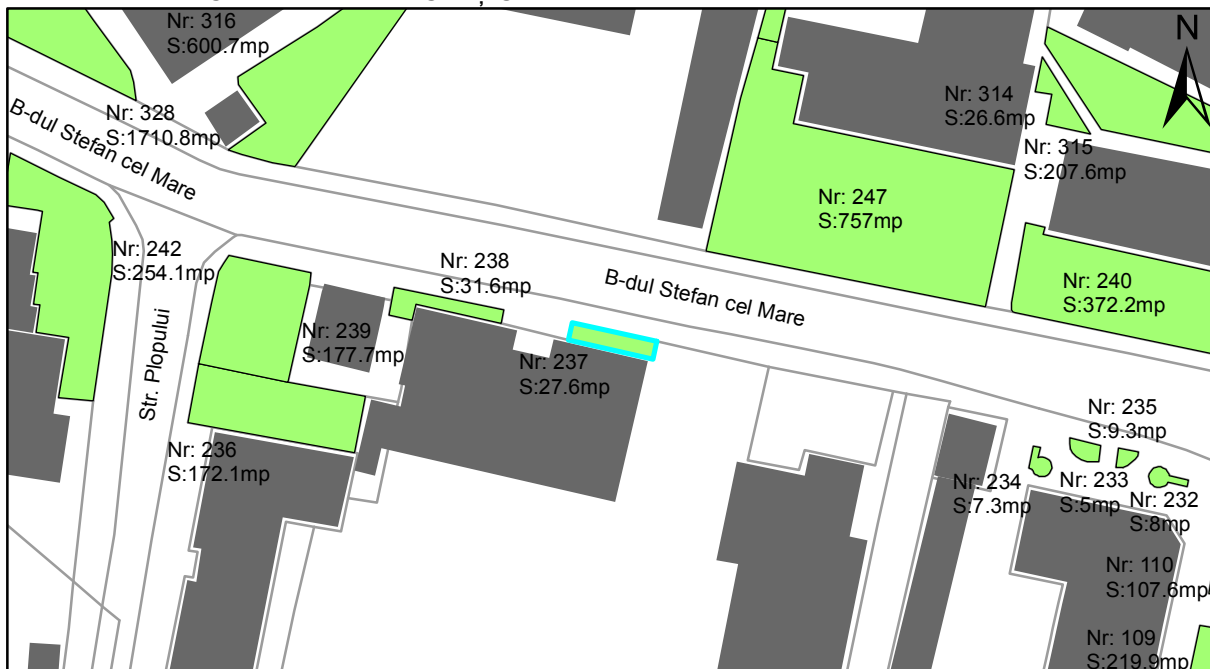 Nr: 316
S:600.7mp
N
Nr: 328
S:1710.8mp
B-dul Stefan cel Mare
Nr: 314
S:26.6mp
Nr: 315
S:207.6mp
Nr: 247
S:757mp
Nr: 242
S:254.1mp
Nr: 238
S:31.6mp
B-dul Stefan cel Mare
Nr: 240
S:372.2mp
Nr: 239
S:177.7mp
Nr: 237
S:27.6mp
Str. Plopului
Nr: 235
S:9.3mp
Nr: 236
S:172.1mp
Nr: 234
S:7.3mp
Nr: 233
S:5mp
Nr: 232
S:8mp
Nr: 110
S:107.6mp
Nr: 109
S:219.9mp